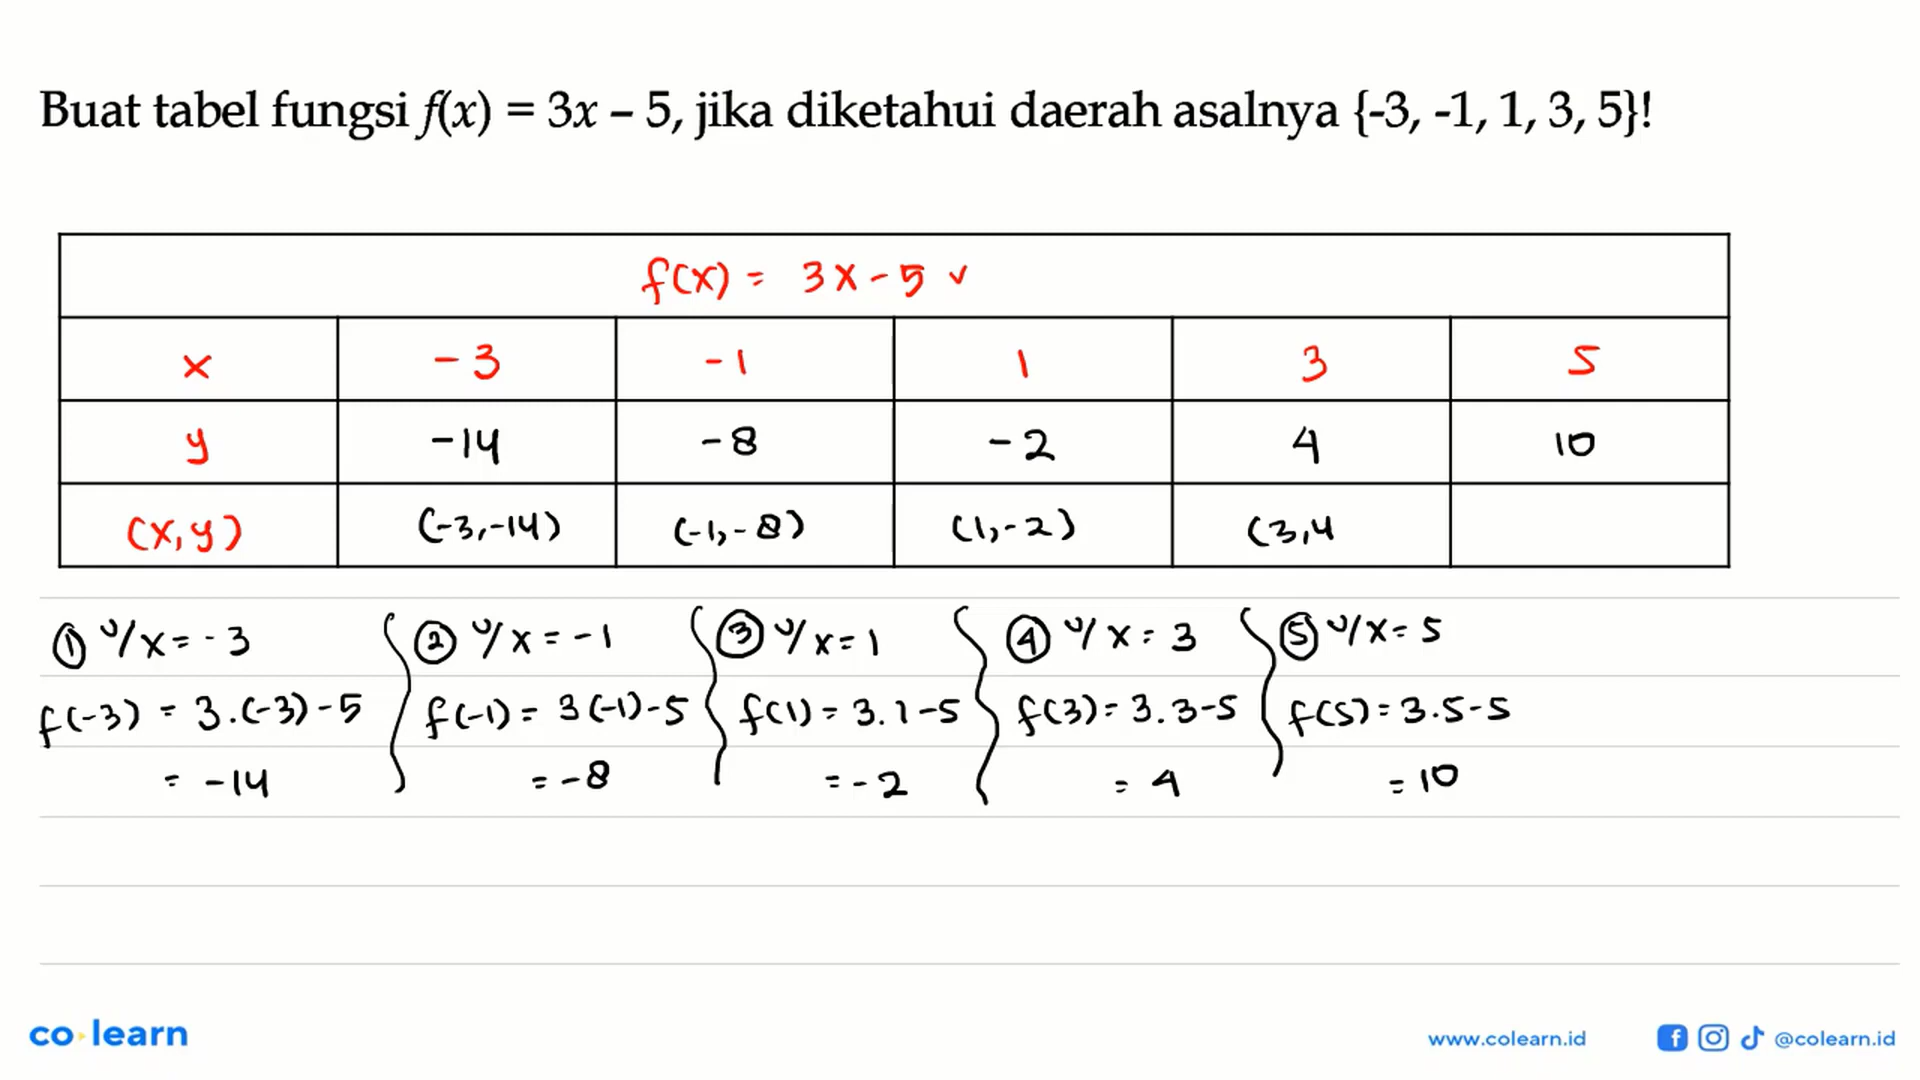 Buat tabel fungsi f(x) = 3x – 5, jika diketahui daerah asalnya {-3, -1, 1, 3, 5}!
f(x) = 3x - 5 v
x -3 -1 1 3 5
y -14 -8 -2 4 10
(x,y) (-3,-14) (-1,-8) (1,-2) (3,4
① u/ x = -3 ② u/ x = -1 ③ u/ x = 1 ④ u/ x = 3 ⑤ u/ x = 5
f(-3) = 3.(-3)-5 f(-1) = 3(-1)-5 f(1) = 3.1-5 f(3) = 3.3-5 f(5) = 3.5-5
= -14 = -8 = -2 = 4 = 10
co learn
www.colearn.id @colearn.id